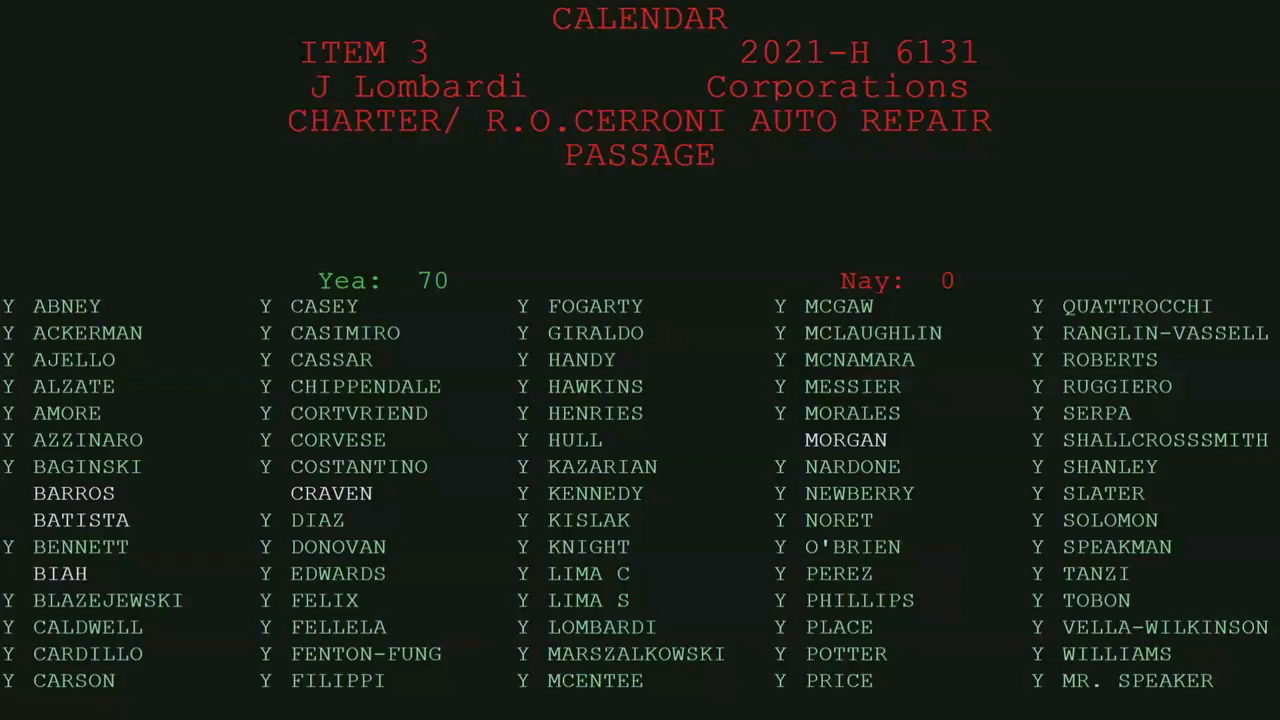 CALENDAR
ITEM 3 2021-H 6131
J Lombardi Corporations
CHARTER/ R.O.CERRONI AUTO REPAIR
PASSAGE
Yea: 70 Nay: 0
Y ABNEY Y CASEY Y FOGARTY Y MCGAW Y QUATTROCCHI
Y ACKERMAN Y CASIMIRO Y GIRALDO Y MCLAUGHLIN Y RANGLIN-VASSELL
Y AJELLO Y CASSAR Y HANDY Y MCNAMARA Y ROBERTS
Y ALZATE Y CHIPPENDALE Y HAWKINS Y MESSIER Y RUGGIERO
Y AMORE Y CORTVRIEND Y HENRIES Y MORALES Y SERPA
Y AZZINARO Y CORVESE Y HULL MORGAN Y SHALLCROSSSMITH
Y BAGINSKI Y COSTANTINO Y KAZARIAN Y NARDONE Y SHANLEY
BARROS CRAVEN Y KENNEDY Y NEWBERRY Y SLATER
BATISTA Y DIAZ Y KISLAK Y NORET Y SOLOMON
Y BENNETT Y DONOVAN Y KNIGHT Y O'BRIEN Y SPEAKMAN
BIAH Y EDWARDS Y LIMA C Y PEREZ Y TANZI
Y BLAZEJEWSKI Y FELIX Y LIMA S Y PHILLIPS Y TOBON
Y CALDWELL Y FELLELA Y LOMBARDI Y PLACE Y VELLA-WILKINSON
Y CARDILLO Y FENTON-FUNG Y MARSZALKOWSKI Y POTTER Y WILLIAMS
Y CARSON Y FILIPPI Y MCENTEE Y PRICE Y MR. SPEAKER